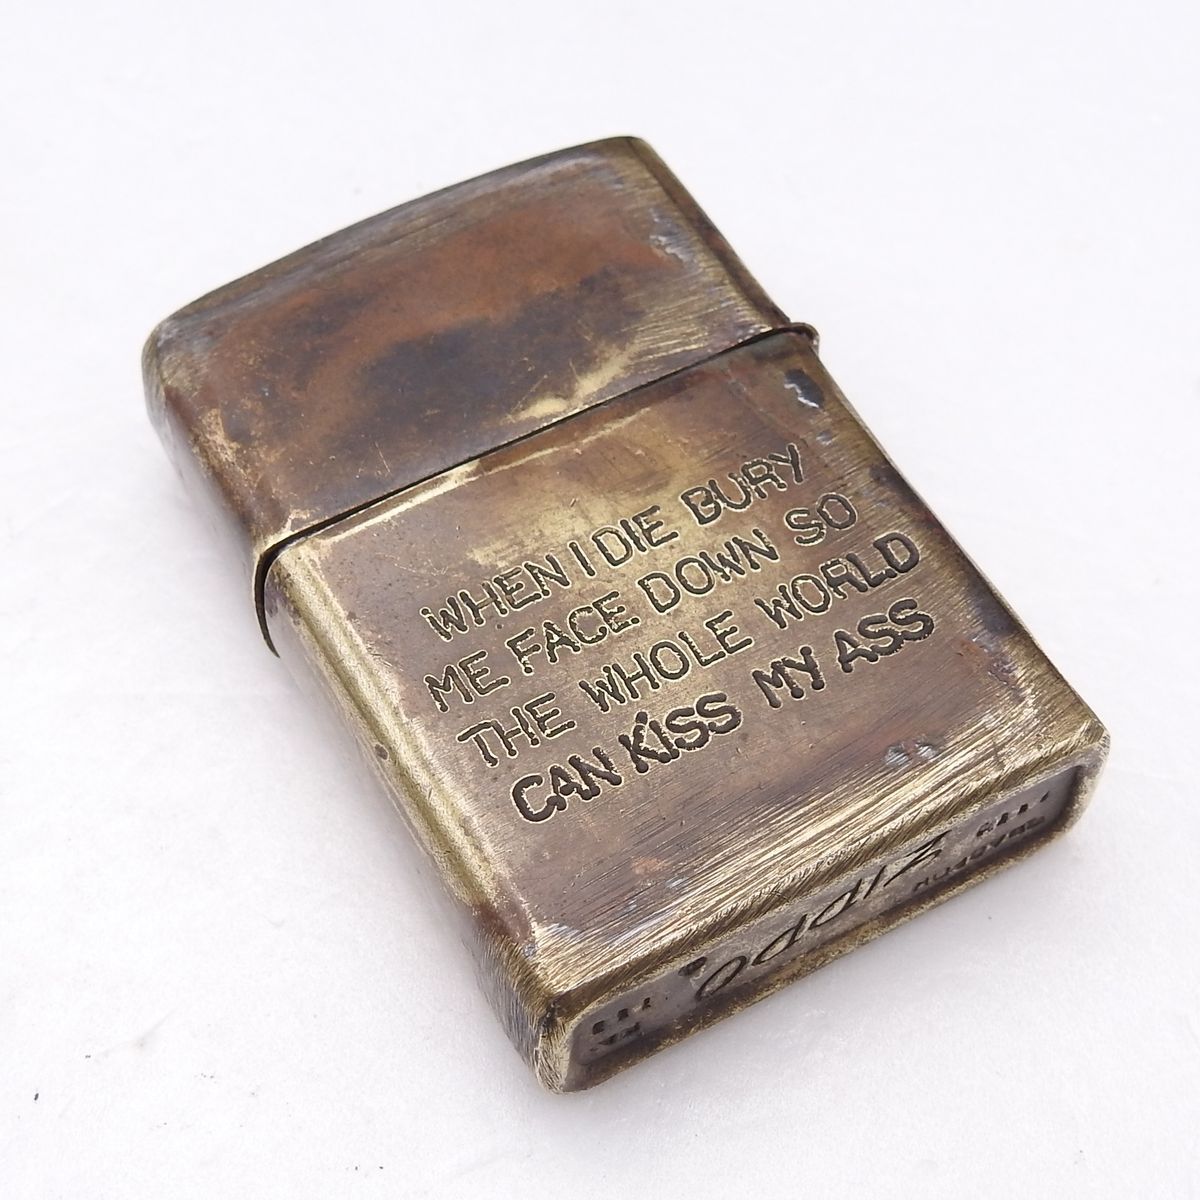 WHEN I DIE BURY
ME FACE DOWN SO
THE WHOLE WORLD
CAN KISS MY ASS
Zippo